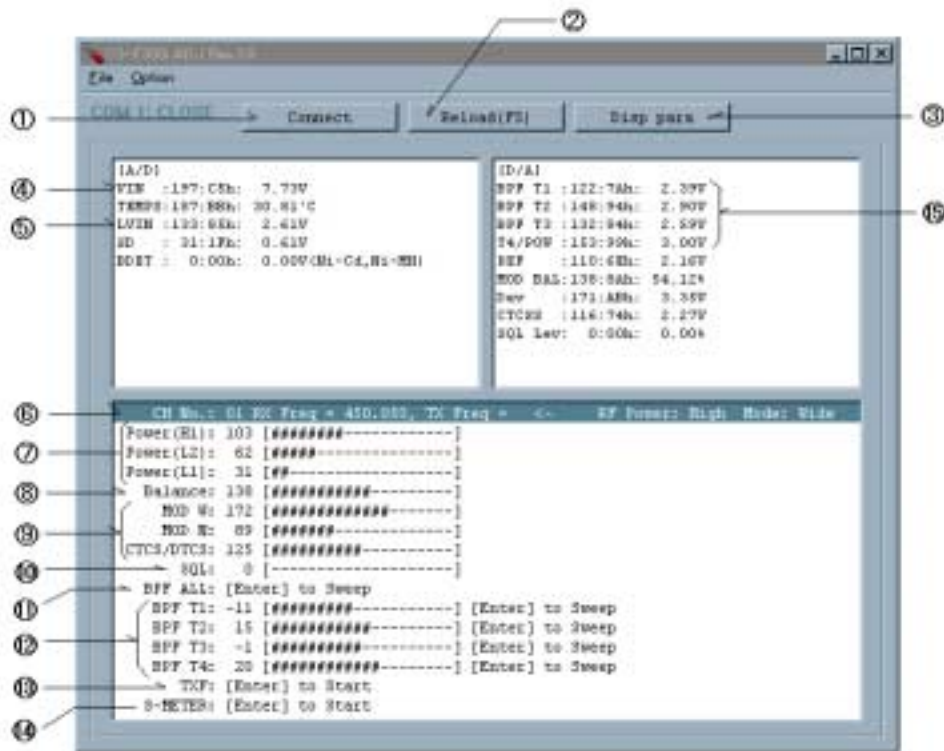 ②
File Option
COM 1: CLOSE
① Connect Reload(F5) Disp para ③
[A/D]
④ VIN :197:C5h: 7.73V
TEMPS:187:BBh: 30.81'C
⑤ LVIN :133:85h: 2.61V
SD : 31:1Fh: 0.61V
DDET : 0:00h: 0.00V(Ni-Cd,Ni-MH)
[D/A]
BPF T1 :122:7Ah: 2.39V
BPF T2 :148:94h: 2.90V
BPF T3 :132:84h: 2.59V
T4/POW :153:99h: 3.00V
⑮
REF :110:6Eh: 2.16V
MOD BAL:138:8Ah: 54.12%
Dev :171:ABh: 3.35V
CTCSS :116:74h: 2.27V
SQL Lev: 0:00h: 0.00%
⑥ CH No.: 01 RX Freq = 450.000, TX Freq = <- RF Power: High Mode: Wide
Power(Hi): 103 [########------------]
⑦ Power(L2): 62 [#####---------------]
Power(L1): 31 [##------------------]
⑧ Balance: 138 [###########---------]
MOD W: 172 [#############-------]
⑨ MOD N: 89 [#######-------------]
CTCS/DTCS: 125 [##########----------]
⑩ SQL: 0 [--------------------]
⑪ BPF ALL: [Enter] to Sweep
BPF T1: -11 [#########-----------] [Enter] to Sweep
BPF T2: 15 [###########---------] [Enter] to Sweep
⑫ BPF T3: -1 [##########----------] [Enter] to Sweep
BPF T4: 20 [############--------] [Enter] to Sweep
⑬ TXF: [Enter] to Start
⑭ S-METER: [Enter] to Start